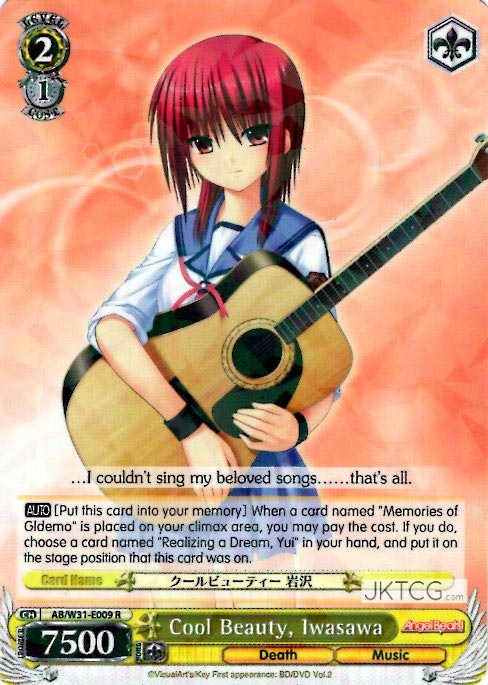 LEVEL
2
1
COST
…I couldn't sing my beloved songs……that's all.
AUTO [Put this card into your memory] When a card named "Memories of
Gldemo" is placed on your climax area, you may pay the cost. If you do,
choose a card named "Realizing a Dream, Yui" in your hand, and put it on
the stage position that this card was on.
Card Name
クールビューティー 岩沢
JKTCG.com
CH AB/W31-E009 R
POWER
7500
SOUL
Cool Beauty, Iwasawa
Angel Beats!
Death
Music
©VisualArt's/Key First appearance: BD/DVD Vol.2